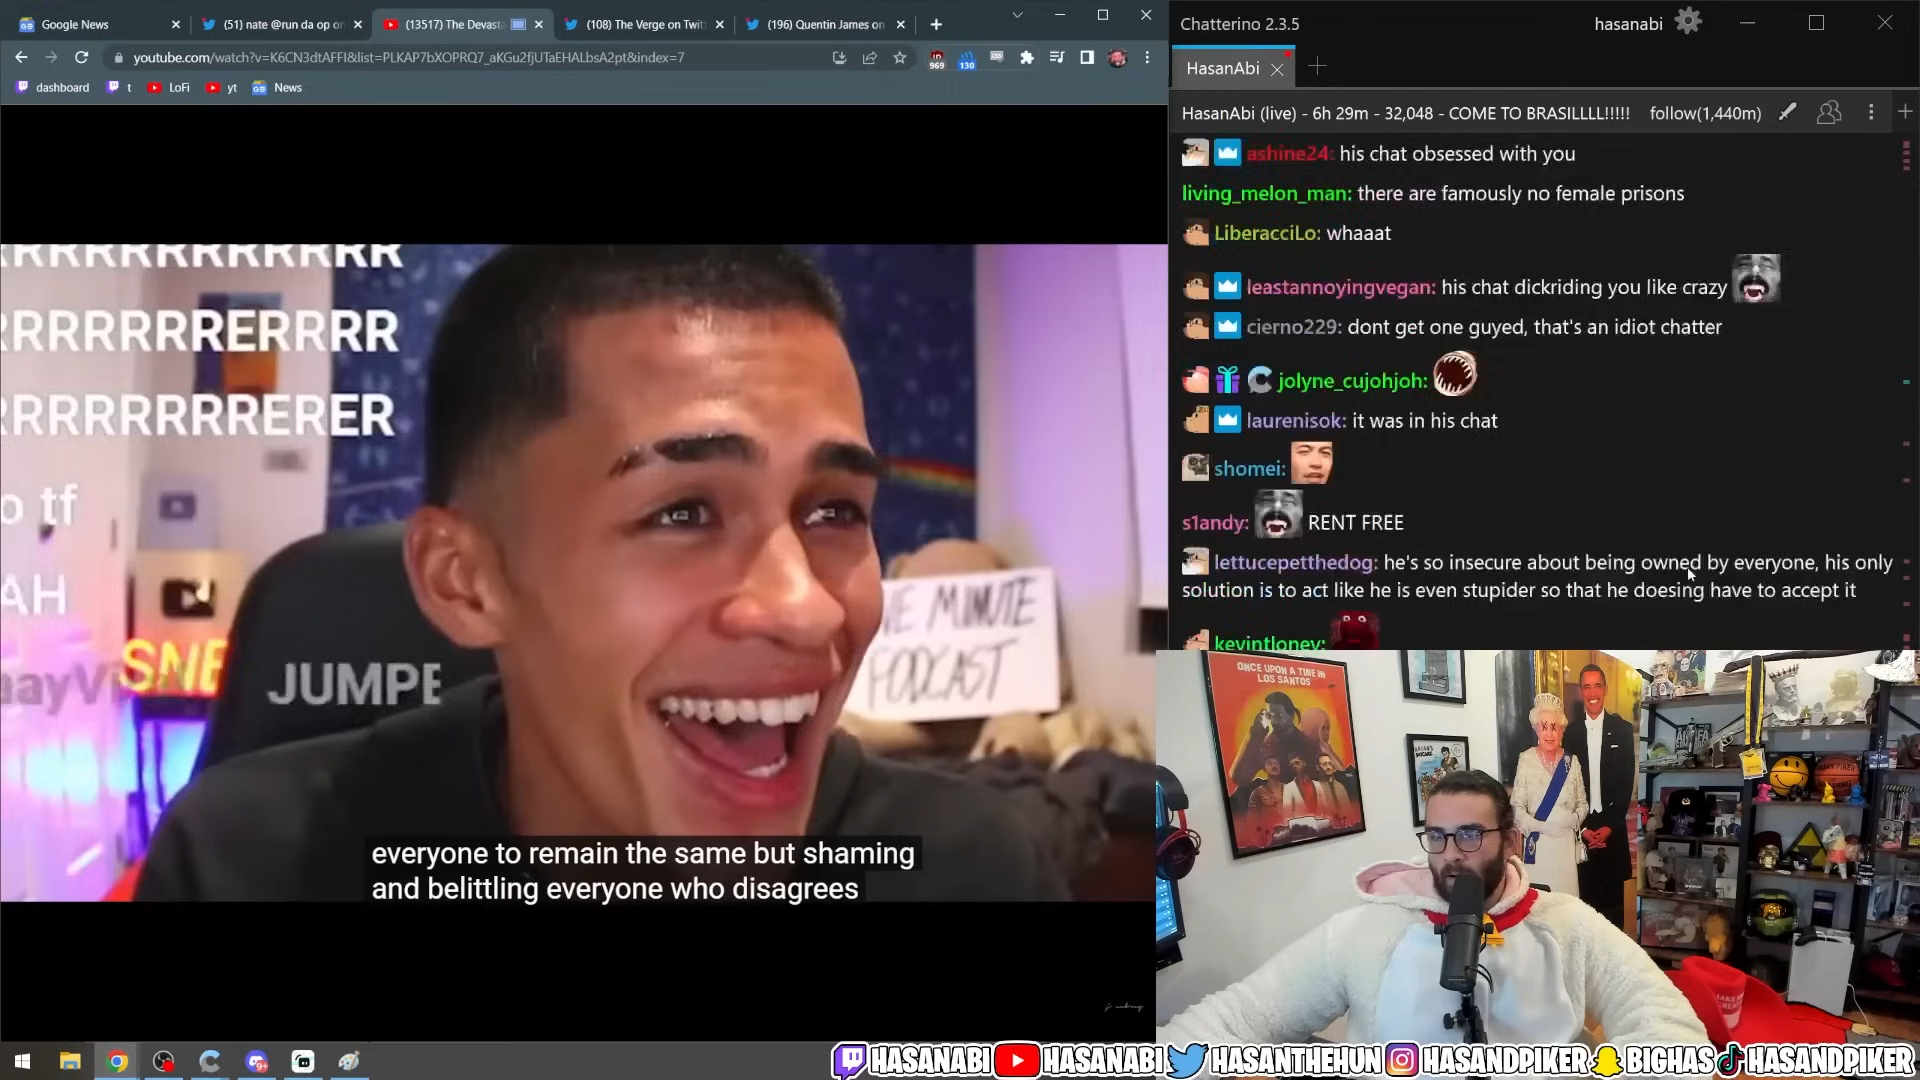 Google News
(51) nate @run da op on
(13517) The Devasta
(108) The Verge on Twit
(196) Quentin James on
youtube.com/watch?v=K6CN3dtAFFI&list=PLKAP7bXOPRQ7_aKGu2fjUTaEHALbsA2pt&index=7
969
130
dashboard
t
LoFi
yt
News
RRRRRRRRRRRR
RRRRRRRERRRR
RRRRRRRRERER
o tf
AH
SNE
JUMPE
MINUTE
PODCAST
everyone to remain the same but shaming
and belittling everyone who disagrees
Chatterino 2.3.5
hasanabi
HasanAbi
HasanAbi (live) - 6h 29m - 32,048 - COME TO BRASILLLL!!!!!
follow(1,440m)
ashine24: his chat obsessed with you
living_melon_man: there are famously no female prisons
LiberacciLo: whaaat
leastannoyingvegan: his chat dickriding you like crazy
cierno229: dont get one guyed, that's an idiot chatter
jolyne_cujohjoh:
laurenisok: it was in his chat
shomei:
s1andy: RENT FREE
lettucepetthedog: he's so insecure about being owned by everyone, his only
solution is to act like he is even stupider so that he doesing have to accept it
kevintloney:
ONCE UPON A TIME IN
LOS SANTOS
HASANABI
HASANABI
HASANTHEHUN
HASANDPIKER
BIGHAS
HASANDPIKER